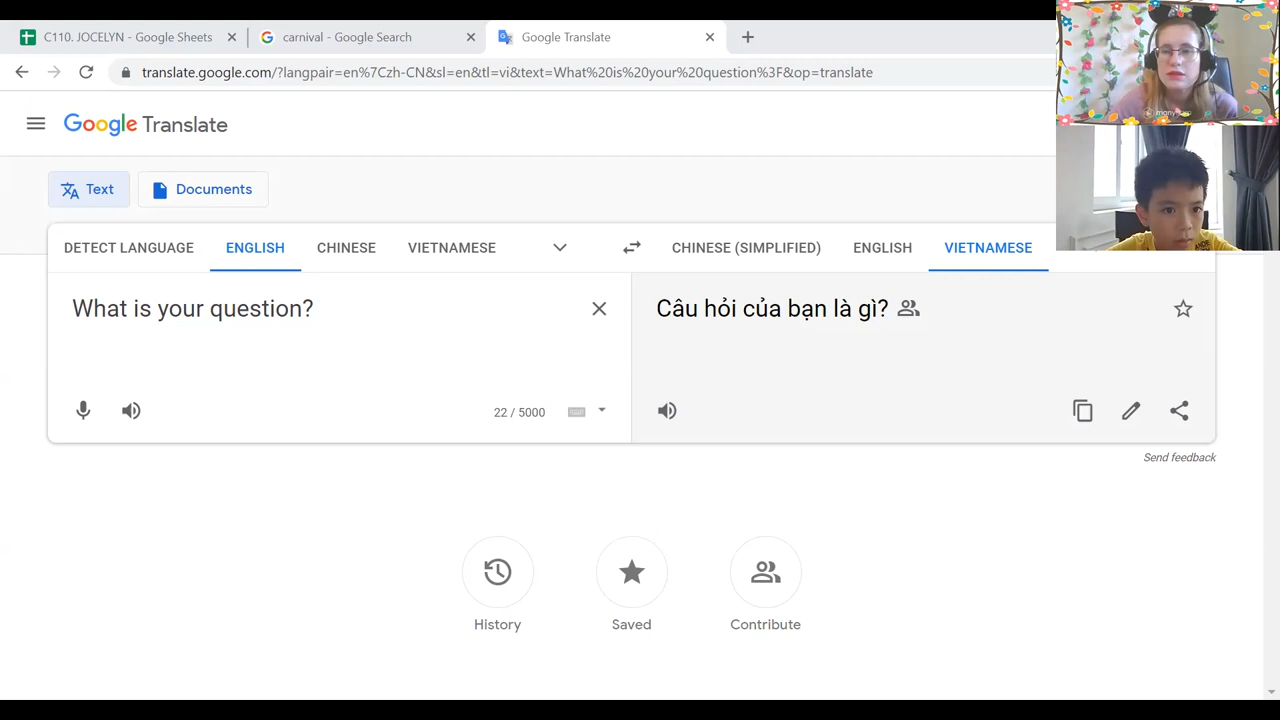 C110. JOCELYN - Google Sheets
carnival - Google Search
Google Translate
translate.google.com/?langpair=en%7Czh-CN&sl=en&tl=vi&text=What%20is%20your%20question%3F&op=translate
Google Translate
Text
Documents
DETECT LANGUAGE
ENGLISH
CHINESE
VIETNAMESE
CHINESE (SIMPLIFIED)
ENGLISH
VIETNAMESE
What is your question?
Câu hỏi của bạn là gì?
22 / 5000
Send feedback
History
Saved
Contribute